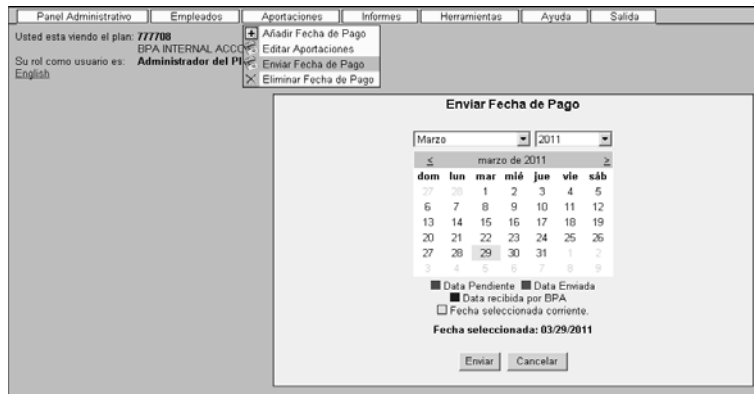 Panel Administrativo Empleados Aportaciones Informes Herramientas Ayuda Salida
Usted esta viendo el plan: 777708
BPA INTERNAL ACCO
Su rol como usuario es: Administrador del Pl
English
Añadir Fecha de Pago
Editar Aportaciones
Enviar Fecha de Pago
Eliminar Fecha de Pago
Enviar Fecha de Pago
Marzo 2011
< marzo de 2011 >
dom lun mar mié jue vie sáb
27 28 1 2 3 4 5
6 7 8 9 10 11 12
13 14 15 16 17 18 19
20 21 22 23 24 25 26
27 28 29 30 31 1 2
3 4 5 6 7 8 9
Data Pendiente Data Enviada
Data recibida por BPA
Fecha seleccionada corriente.
Fecha seleccionada: 03/29/2011
Enviar Cancelar